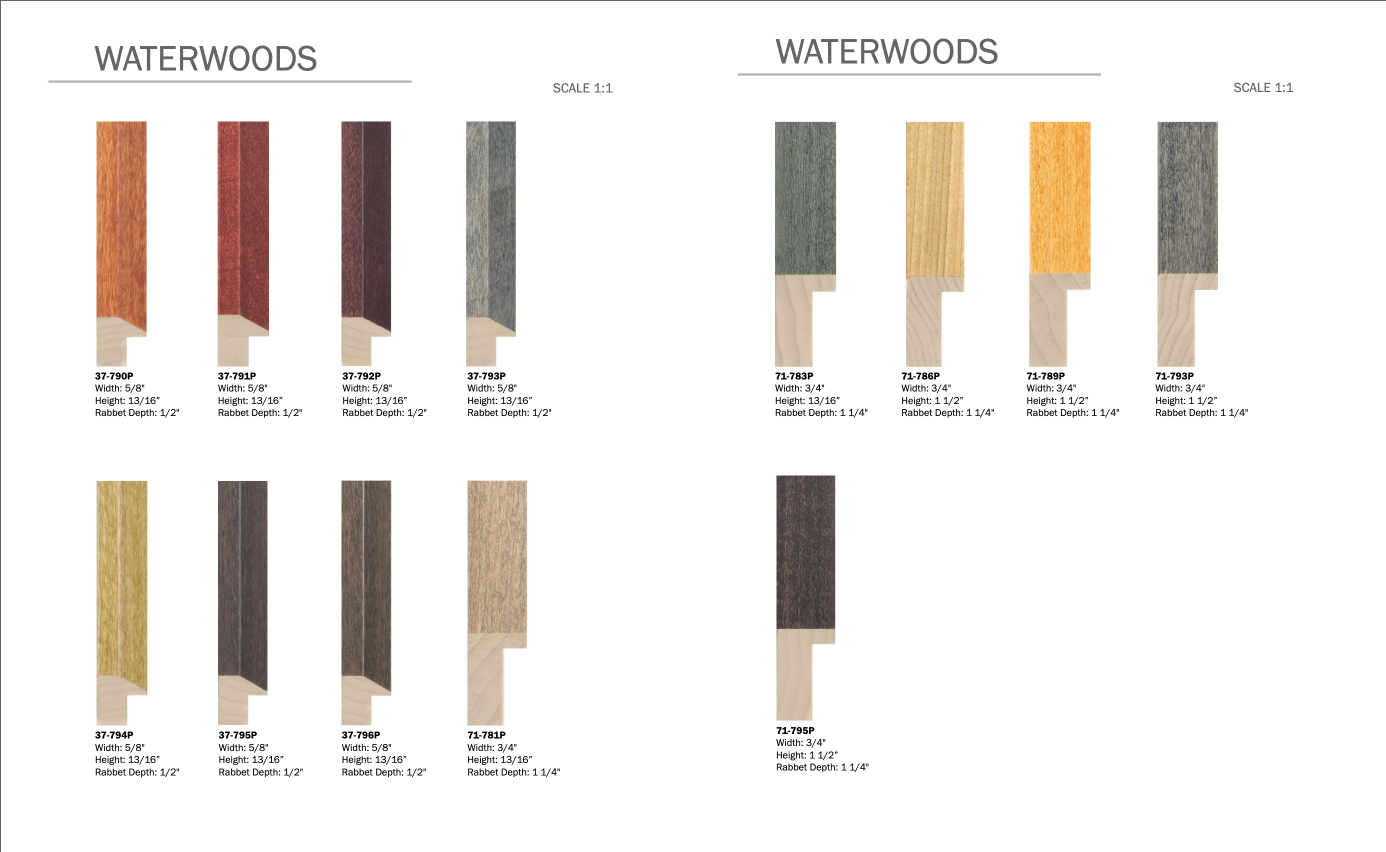 WATERWOODS
SCALE 1:1
37-790P
Width: 5/8"
Height: 13/16”
Rabbet Depth: 1/2"
37-791P
Width: 5/8"
Height: 13/16”
Rabbet Depth: 1/2"
37-792P
Width: 5/8"
Height: 13/16”
Rabbet Depth: 1/2"
37-793P
Width: 5/8"
Height: 13/16”
Rabbet Depth: 1/2"
37-794P
Width: 5/8"
Height: 13/16”
Rabbet Depth: 1/2"
37-795P
Width: 5/8"
Height: 13/16”
Rabbet Depth: 1/2"
37-796P
Width: 5/8"
Height: 13/16”
Rabbet Depth: 1/2"
71-781P
Width: 3/4"
Height: 13/16”
Rabbet Depth: 1 1/4"
WATERWOODS
SCALE 1:1
71-783P
Width: 3/4"
Height: 13/16”
Rabbet Depth: 1 1/4"
71-786P
Width: 3/4"
Height: 1 1/2”
Rabbet Depth: 1 1/4"
71-789P
Width: 3/4"
Height: 1 1/2”
Rabbet Depth: 1 1/4"
71-793P
Width: 3/4"
Height: 1 1/2”
Rabbet Depth: 1 1/4"
71-795P
Width: 3/4"
Height: 1 1/2”
Rabbet Depth: 1 1/4"